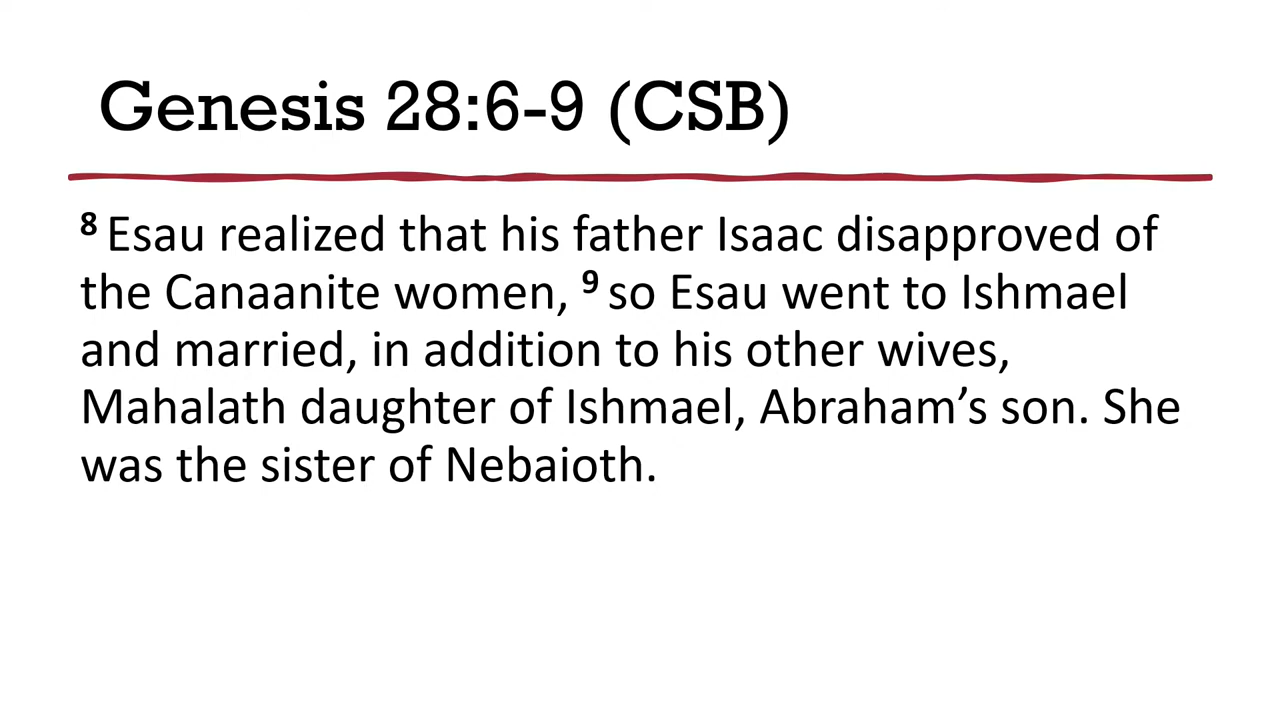 Genesis 28:6-9 (CSB)
8 Esau realized that his father Isaac disapproved of
the Canaanite women, 9 so Esau went to Ishmael
and married, in addition to his other wives,
Mahalath daughter of Ishmael, Abraham’s son. She
was the sister of Nebaioth.